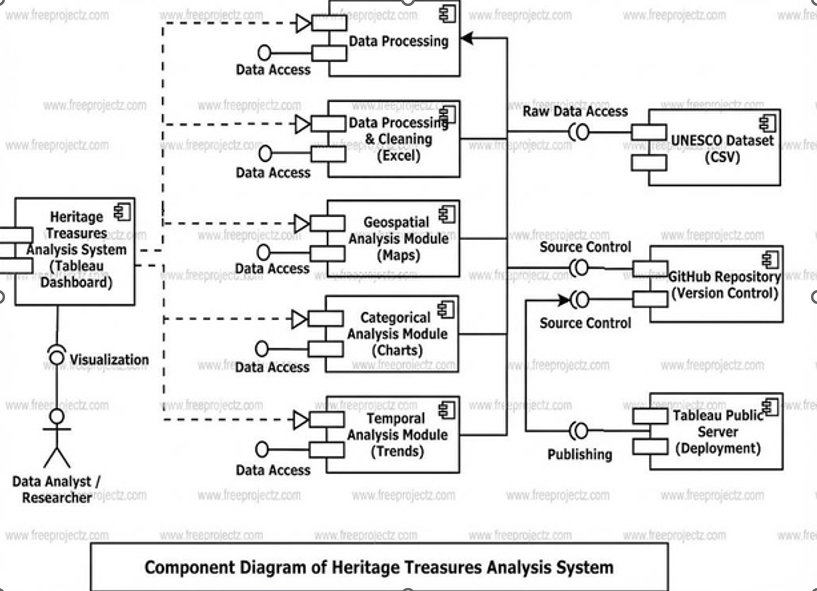 Data Processing
Data Access
Data Processing
& Cleaning
(Excel)
Data Access
Raw Data Access
UNESCO Dataset
(CSV)
Heritage
Treasures
Analysis System
(Tableau
Dashboard)
Geospatial
Analysis Module
(Maps)
Data Access
Source Control
GitHub Repository
(Version Control)
Source Control
Categorical
Analysis Module
(Charts)
Data Access
Visualization
Temporal
Analysis Module
(Trends)
Data Access
Tableau Public
Server
(Deployment)
Publishing
Data Analyst /
Researcher
Component Diagram of Heritage Treasures Analysis System
www.freeprojectz.com